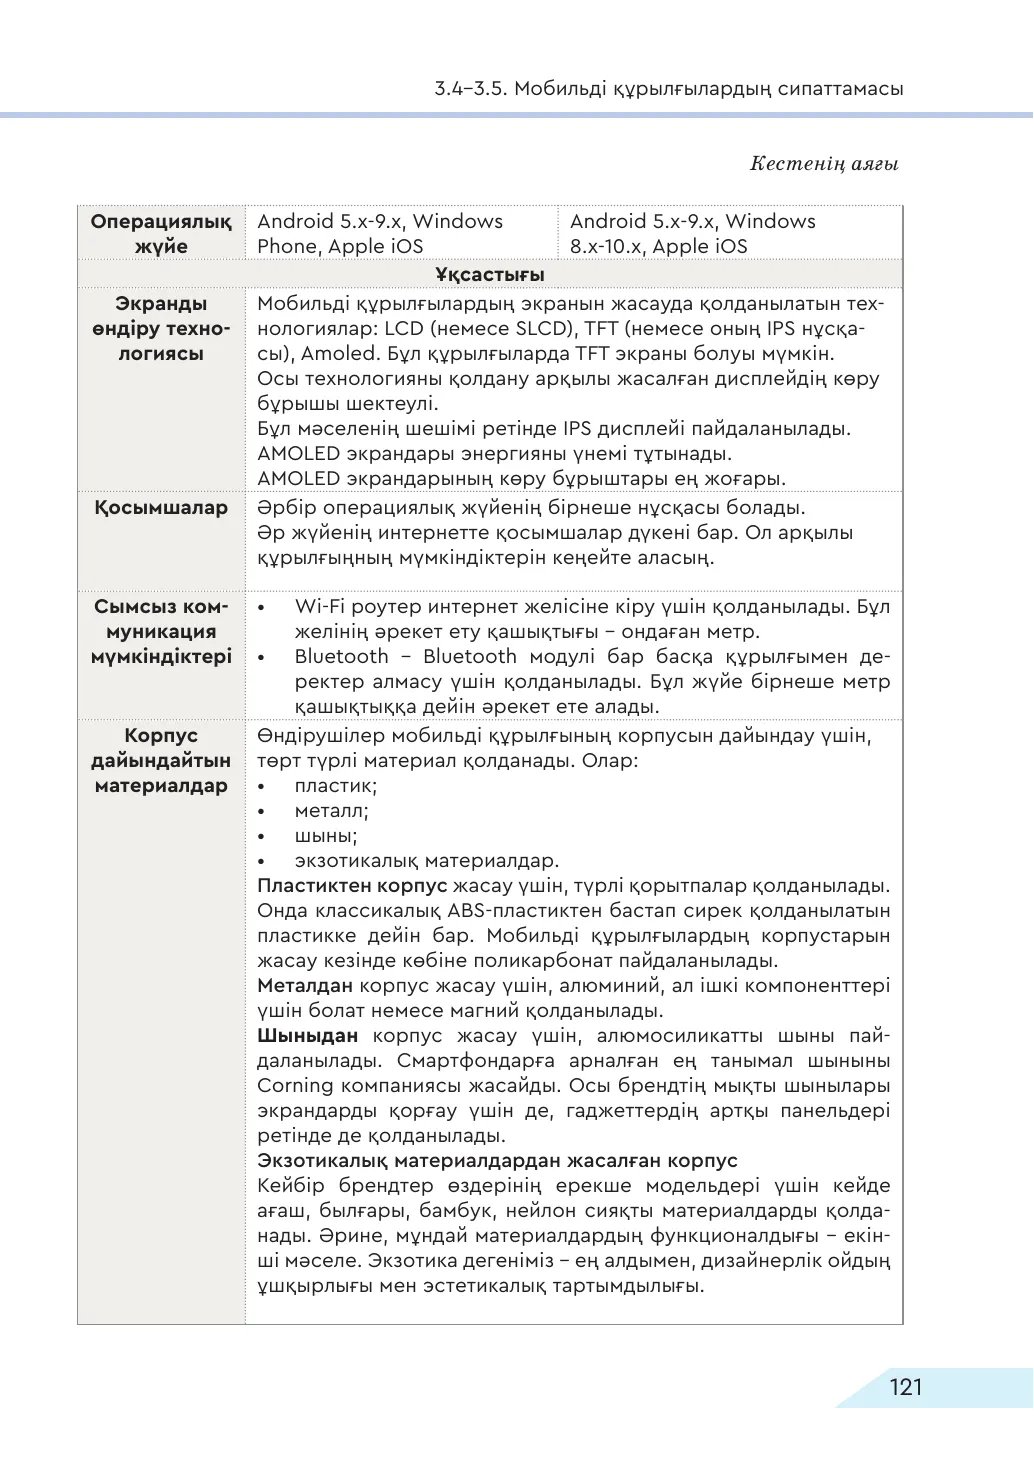 3.4–3.5. Мобильді құрылғылардың сипаттамасы
Кестенің аяғы
Операциялық
жүйе
Android 5.x-9.x, Windows
Phone, Apple iOS
Android 5.x-9.x, Windows
8.x-10.x, Apple iOS
Ұқсастығы
Экранды
өндіру техно-
логиясы
Мобильді құрылғылардың экранын жасауда қолданылатын тех-
нологиялар: LCD (немесе SLCD), TFT (немесе оның IPS нұсқа-
сы), Amoled. Бұл құрылғыларда TFT экраны болуы мүмкін.
Осы технологияны қолдану арқылы жасалған дисплейдің көру
бұрышы шектеулі.
Бұл мәселенің шешімі ретінде IPS дисплейі пайдаланылады.
AMOLED экрандары энергияны үнемі тұтынады.
AMOLED экрандарының көру бұрыштары ең жоғары.
Қосымшалар
Әрбір операциялық жүйенің бірнеше нұсқасы болады.
Әр жүйенің интернетте қосымшалар дүкені бар. Ол арқылы
құрылғыңның мүмкіндіктерін кеңейте аласың.
Сымсыз ком-
муникация
мүмкіндіктері
• Wi-Fi роутер интернет желісіне кіру үшін қолданылады. Бұл
желінің әрекет ету қашықтығы – ондаған метр.
• Bluetooth – Bluetooth модулі бар басқа құрылғымен де-
ректер алмасу үшін қолданылады. Бұл жүйе бірнеше метр
қашықтыққа дейін әрекет ете алады.
Корпус
дайындайтын
материалдар
Өндірушілер мобильді құрылғының корпусын дайындау үшін,
төрт түрлі материал қолданады. Олар:
• пластик;
• металл;
• шыны;
• экзотикалық материалдар.
Пластиктен корпус жасау үшін, түрлі қорытпалар қолданылады.
Онда классикалық ABS-пластиктен бастап сирек қолданылатын
пластикке дейін бар. Мобильді құрылғылардың корпустарын
жасау кезінде көбіне поликарбонат пайдаланылады.
Металдан корпус жасау үшін, алюминий, ал ішкі компоненттері
үшін болат немесе магний қолданылады.
Шыныдан корпус жасау үшін, алюмосиликатты шыны пай-
даланылады. Смартфондарға арналған ең танымал шыныны
Corning компаниясы жасайды. Осы брендтің мықты шынылары
экрандарды қорғау үшін де, гаджеттердің артқы панельдері
ретінде де қолданылады.
Экзотикалық материалдардан жасалған корпус
Кейбір брендтер өздерінің ерекше модельдері үшін кейде
ағаш, былғары, бамбук, нейлон сияқты материалдарды қолда-
нады. Әрине, мұндай материалдардың функционалдығы – екін-
ші мәселе. Экзотика дегеніміз – ең алдымен, дизайнерлік ойдың
ұшқырлығы мен эстетикалық тартымдылығы.
121